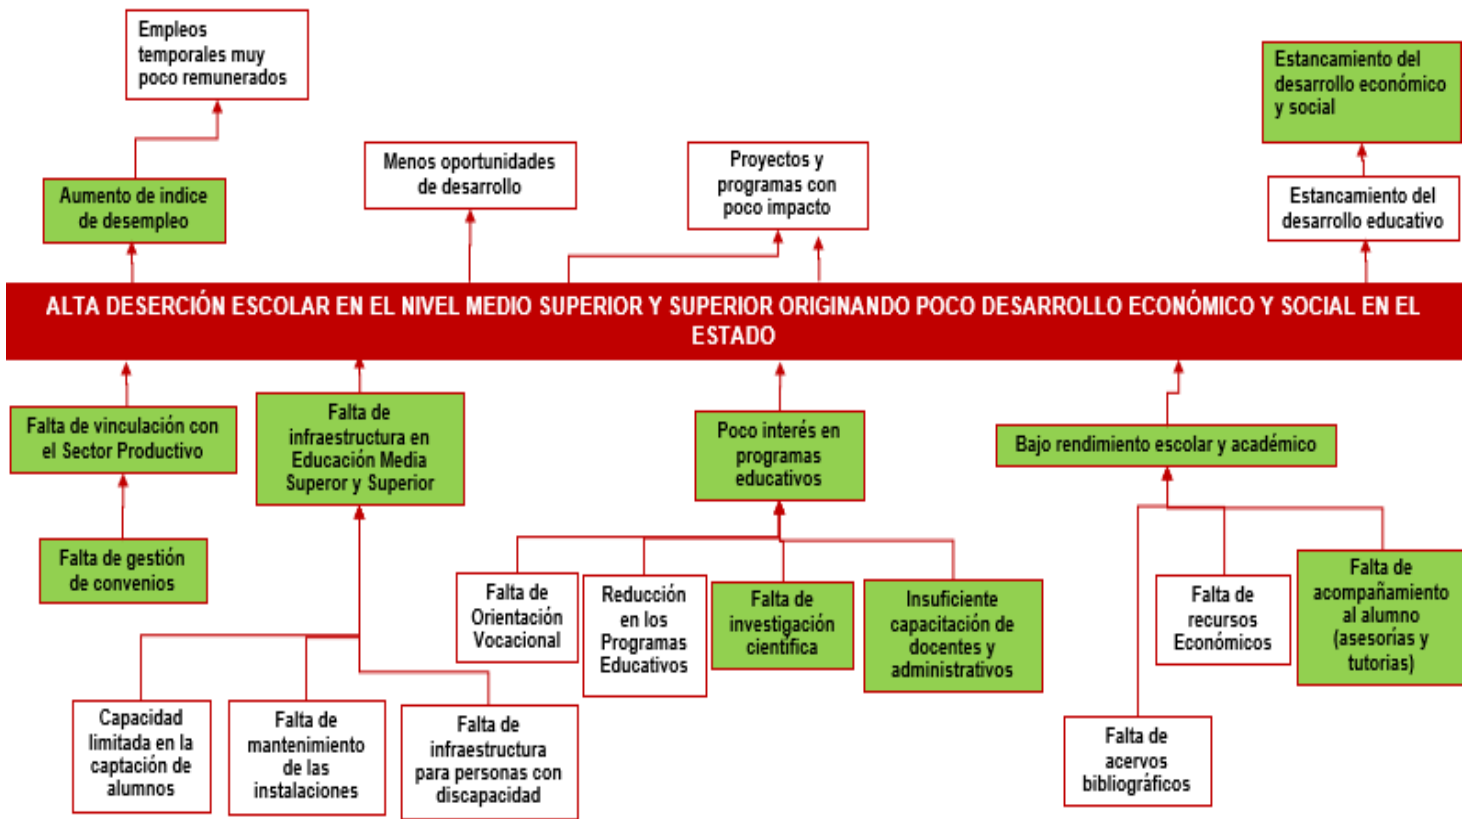 Empleos
temporales muy
poco remunerados
Estancamiento del
desarrollo económico
y social
Menos oportunidades
de desarrollo
Proyectos y
programas con
poco impacto
Aumento de indice
de desempleo
Estancamiento del
desarrollo educativo
ALTA DESERCIÓN ESCOLAR EN EL NIVEL MEDIO SUPERIOR Y SUPERIOR ORIGINANDO POCO DESARROLLO ECONÓMICO Y SOCIAL EN EL
ESTADO
Falta de vinculación con
el Sector Productivo
Falta de
infraestructura en
Educación Media
Superor y Superior
Poco interés en
programas
educativos
Bajo rendimiento escolar y académico
Falta de gestión
de convenios
Falta de
Orientación
Vocacional
Reducción
en los
Programas
Educativos
Falta de
investigación
científica
Insuficiente
capacitación de
docentes y
administrativos
Falta de
recursos
Económicos
Falta de
acompañamiento
al alumno
(asesorías y
tutorias)
Capacidad
limitada en la
captación de
alumnos
Falta de
mantenimiento
de las
instalaciones
Falta de
infraestructura
para personas con
discapacidad
Falta de
acervos
bibliográficos